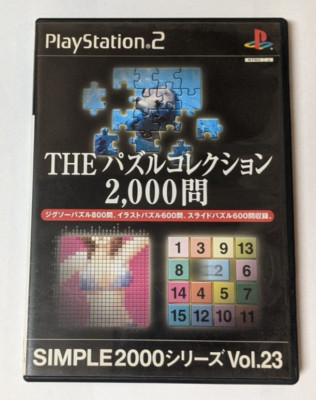 PlayStation®2
THE パズルコレクション
2,000問
ジグソーパズル800問、イラストパズル600問、スライドパズル600問収録。
1 3 9 13
8 2
14 4 5 7
15 12 10 11
SIMPLE2000シリーズ Vol.23